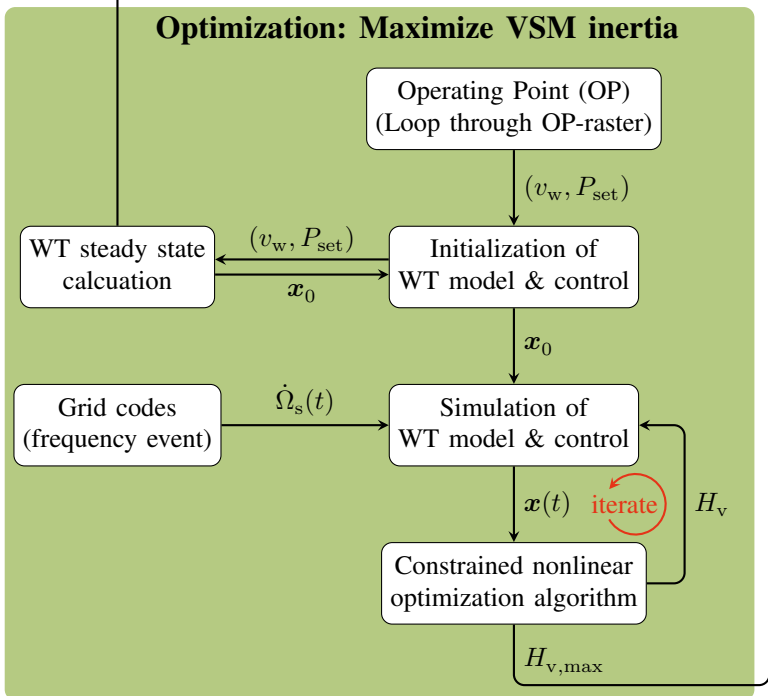 Optimization: Maximize VSM inertia
Operating Point (OP)
(Loop through OP-raster)
(v_w, P_set)
WT steady state
calcuation
(v_w, P_set)
x_0
Initialization of
WT model & control
x_0
Grid codes
(frequency event)
Ω̇_s(t)
Simulation of
WT model & control
x(t)
iterate
H_v
Constrained nonlinear
optimization algorithm
H_v,max